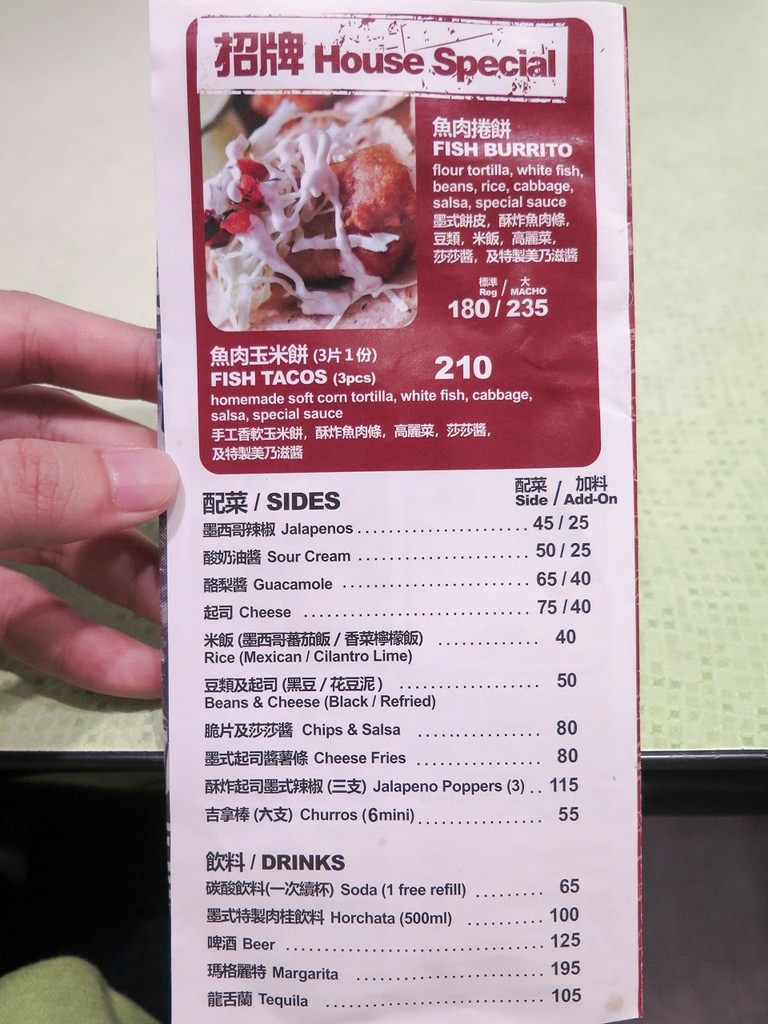 招牌 House Special
魚肉捲餅
FISH BURRITO
flour tortilla, white fish,
beans, rice, cabbage,
salsa, special sauce
墨式餅皮，酥炸魚肉條，
豆類，米飯，高麗菜，
莎莎醬，及特製美乃滋醬
標準 / 大
Reg / MACHO
180 / 235
魚肉玉米餅 (3片1份)
FISH TACOS (3pcs) 210
homemade soft corn tortilla, white fish, cabbage,
salsa, special sauce
手工香軟玉米餅，酥炸魚肉條，高麗菜，莎莎醬，
及特製美乃滋醬
配菜 / SIDES
配菜 / 加料
Side / Add-On
墨西哥辣椒 Jalapenos 45 / 25
酸奶油醬 Sour Cream 50 / 25
酪梨醬 Guacamole 65 / 40
起司 Cheese 75 / 40
米飯 (墨西哥蕃茄飯 / 香菜檸檬飯) 40
Rice (Mexican / Cilantro Lime)
豆類及起司 (黑豆 / 花豆泥) 50
Beans & Cheese (Black / Refried)
脆片及莎莎醬 Chips & Salsa 80
墨式起司醬薯條 Cheese Fries 80
酥炸起司墨式辣椒 (三支) Jalapeno Poppers (3) 115
吉拿棒 (六支) Churros (6mini) 55
飲料 / DRINKS
碳酸飲料(一次續杯) Soda (1 free refill) 65
墨式特製肉桂飲料 Horchata (500ml) 100
啤酒 Beer 125
瑪格麗特 Margarita 195
龍舌蘭 Tequila 105